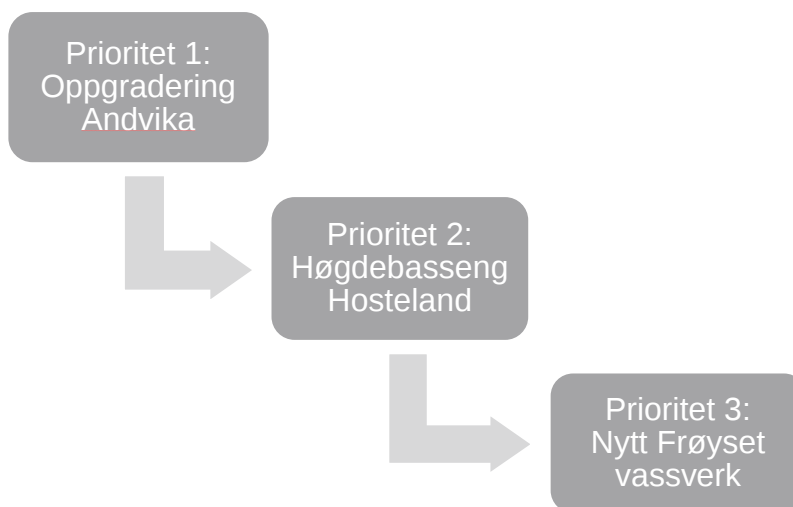 Prioritet 1:
Oppgradering
Andvika
Prioritet 2:
Høgdebasseng
Hosteland
Prioritet 3:
Nytt Frøyset
vassverk